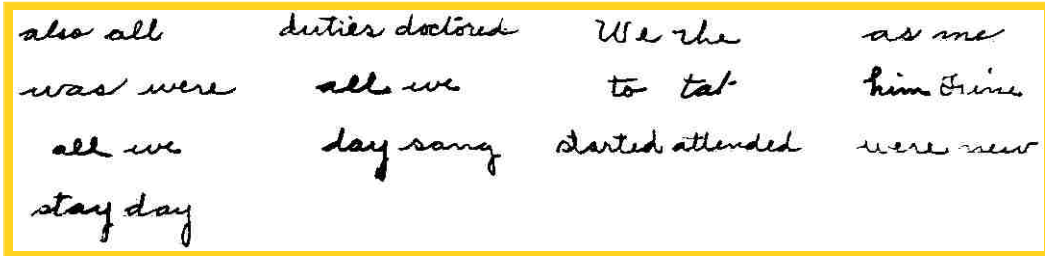 also all duties doctored We the as me
was were all we to tat him
all we day sang started attended were new
stay day